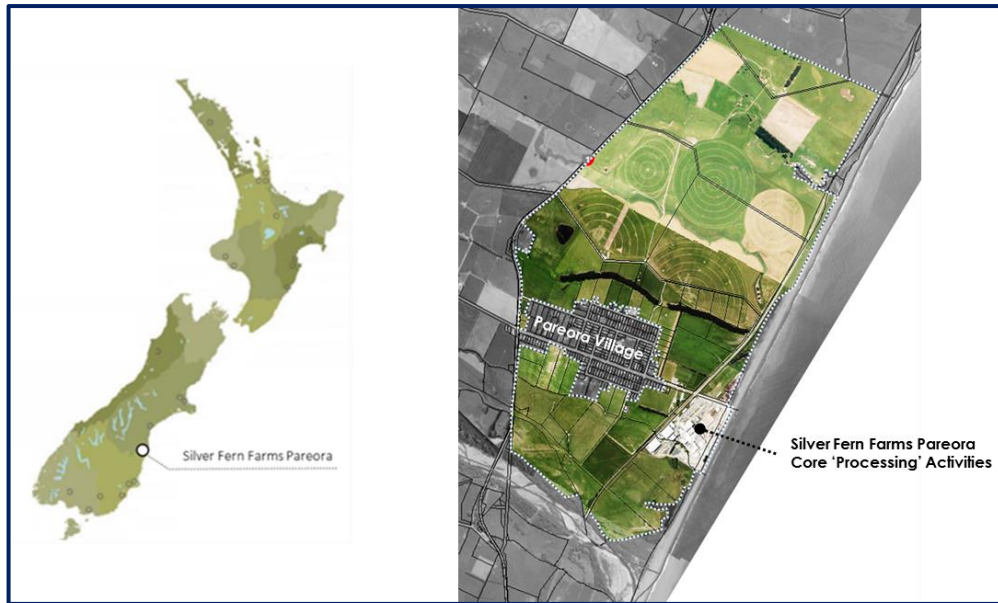 Silver Fern Farms Pareora
Pareora Village
Silver Fern Farms Pareora
Core ‘Processing’ Activities